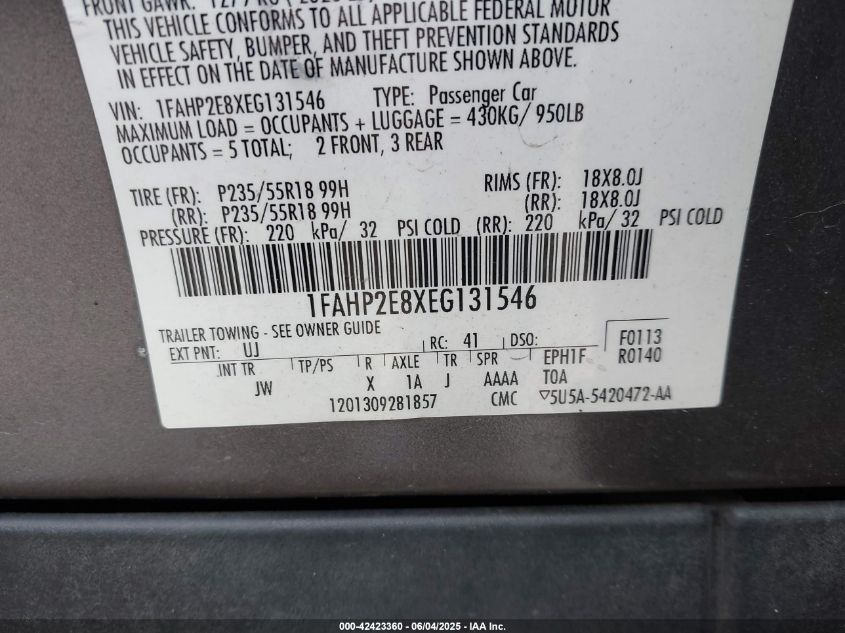 THIS VEHICLE CONFORMS TO ALL APPLICABLE FEDERAL MOTOR
VEHICLE SAFETY, BUMPER, AND THEFT PREVENTION STANDARDS
IN EFFECT ON THE DATE OF MANUFACTURE SHOWN ABOVE.
VIN: 1FAHP2E8XEG131546 TYPE: Passenger Car
MAXIMUM LOAD = OCCUPANTS + LUGGAGE = 430KG/ 950LB
OCCUPANTS = 5 TOTAL; 2 FRONT, 3 REAR
TIRE (FR): P235/55R18 99H RIMS (FR): 18X8.0J
(RR): P235/55R18 99H (RR): 18X8.0J
PRESSURE (FR): 220 kPa/ 32 PSI COLD (RR): 220 kPa/ 32 PSI COLD
1FAHP2E8XEG131546
TRAILER TOWING - SEE OWNER GUIDE
EXT PNT: UJ RC: 41 DSO: F0113
INT TR TP/PS R AXLE TR SPR EPH1F R0140
JW X 1A J AAAA T0A
1201309281857 CMC ▽5U5A-5420472-AA
000-42423360 - 06/04/2025 - IAA Inc.